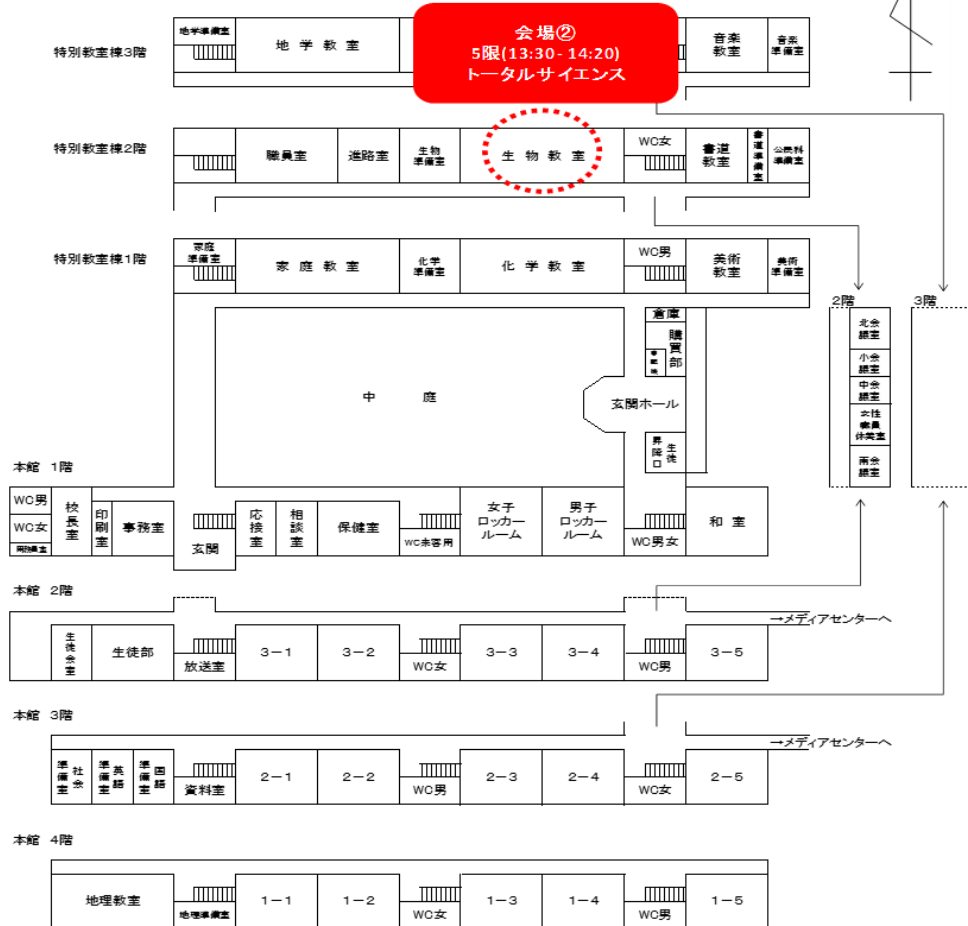 特別教室棟3階
地学準備室
地学教室
会場②
5限(13:30-14:20)
トータルサイエンス
音楽教室
音楽準備室
特別教室棟2階
職員室
進路室
生物準備室
生物教室
WC女
書道教室
書道準備室
公民科準備室
特別教室棟1階
家庭準備室
家庭教室
化学準備室
化学教室
WC男
美術教室
美術準備室
2階
3階
北会議室
小会議室
中会議室
女性職員休養室
南会議室
倉庫
購買部
中庭
玄関ホール
生徒昇降口
本館 1階
WC男
WC女
校長室
印刷室
事務室
玄関
応接室
相談室
保健室
WC来客用
女子ロッカールーム
男子ロッカールーム
WC男女
和室
本館 2階
→メディアセンターへ
生徒会室
生徒部
放送室
3-1
3-2
WC女
3-3
3-4
WC男
3-5
本館 3階
→メディアセンターへ
社会準備室
英語準備室
国語準備室
資料室
2-1
2-2
WC男
2-3
2-4
WC女
2-5
本館 4階
地理教室
地理準備室
1-1
1-2
WC女
1-3
1-4
WC男
1-5